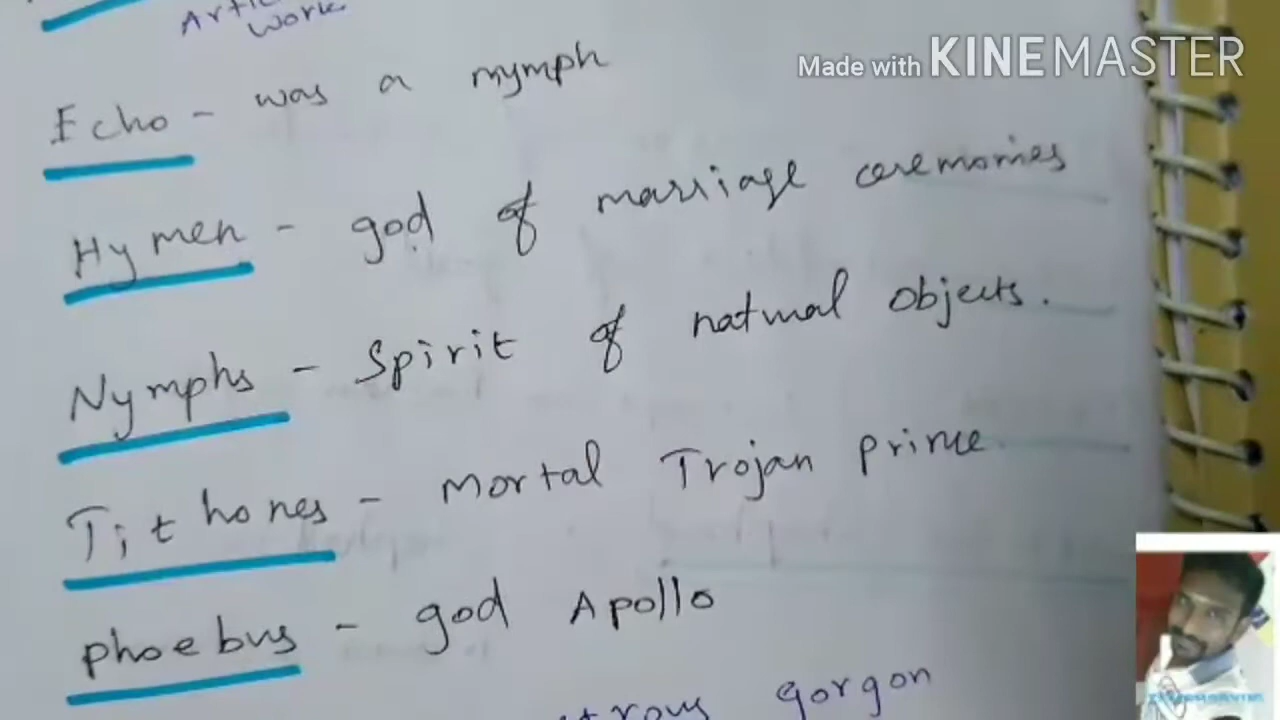 work
Made with KINEMASTER
Echo - was a nymph
Hymen - god of marriage ceremonies
Nymphs - Spirit of natural objects.
Tithones - Mortal Trojan prince
Phoebus - god Apollo
gorgon